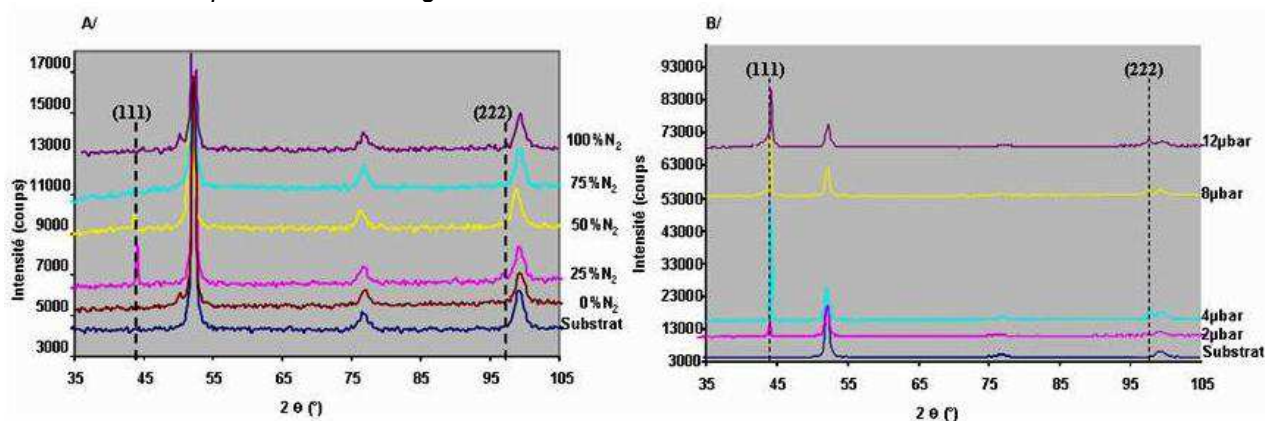 A/
17000
15000
13000
11000
9000
7000
5000
3000
Intensité (coups)
(111)
(222)
100%N₂
75%N₂
50%N₂
25%N₂
0%N₂
Substrat
35 45 55 65 75 85 95 105
2 θ (°)
B/
93000
83000
73000
63000
53000
43000
33000
23000
13000
3000
Intensité (coups
(111)
(222)
12µbar
8µbar
4µbar
2µbar
Substrat
35 45 55 65 75 85 95 105
2 θ (°)